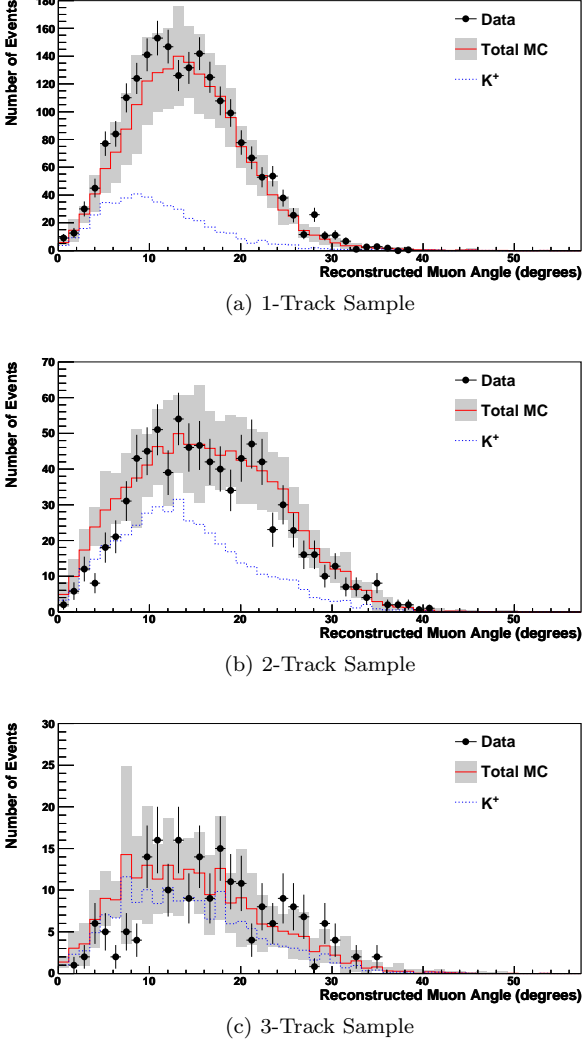 180
160
140
120
100
80
60
40
20
0
Number of Events
Data
Total MC
K+
0 10 20 30 40 50
Reconstructed Muon Angle (degrees)
(a) 1-Track Sample
70
60
50
40
30
20
10
0
Number of Events
Data
Total MC
K+
0 10 20 30 40 50
Reconstructed Muon Angle (degrees)
(b) 2-Track Sample
30
25
20
15
10
5
0
Number of Events
Data
Total MC
K+
0 10 20 30 40 50
Reconstructed Muon Angle (degrees)
(c) 3-Track Sample